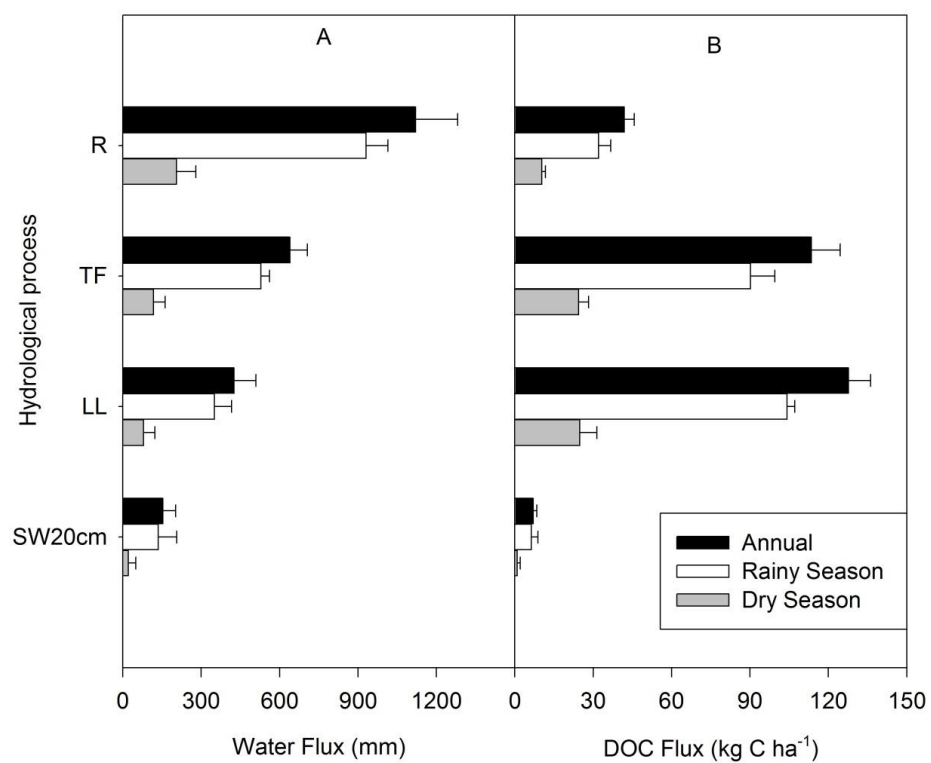 A
B
Hydrological process
R
TF
LL
SW20cm
Annual
Rainy Season
Dry Season
0 300 600 900 1200
0 30 60 90 120 150
Water Flux (mm)
DOC Flux (kg C ha⁻¹)